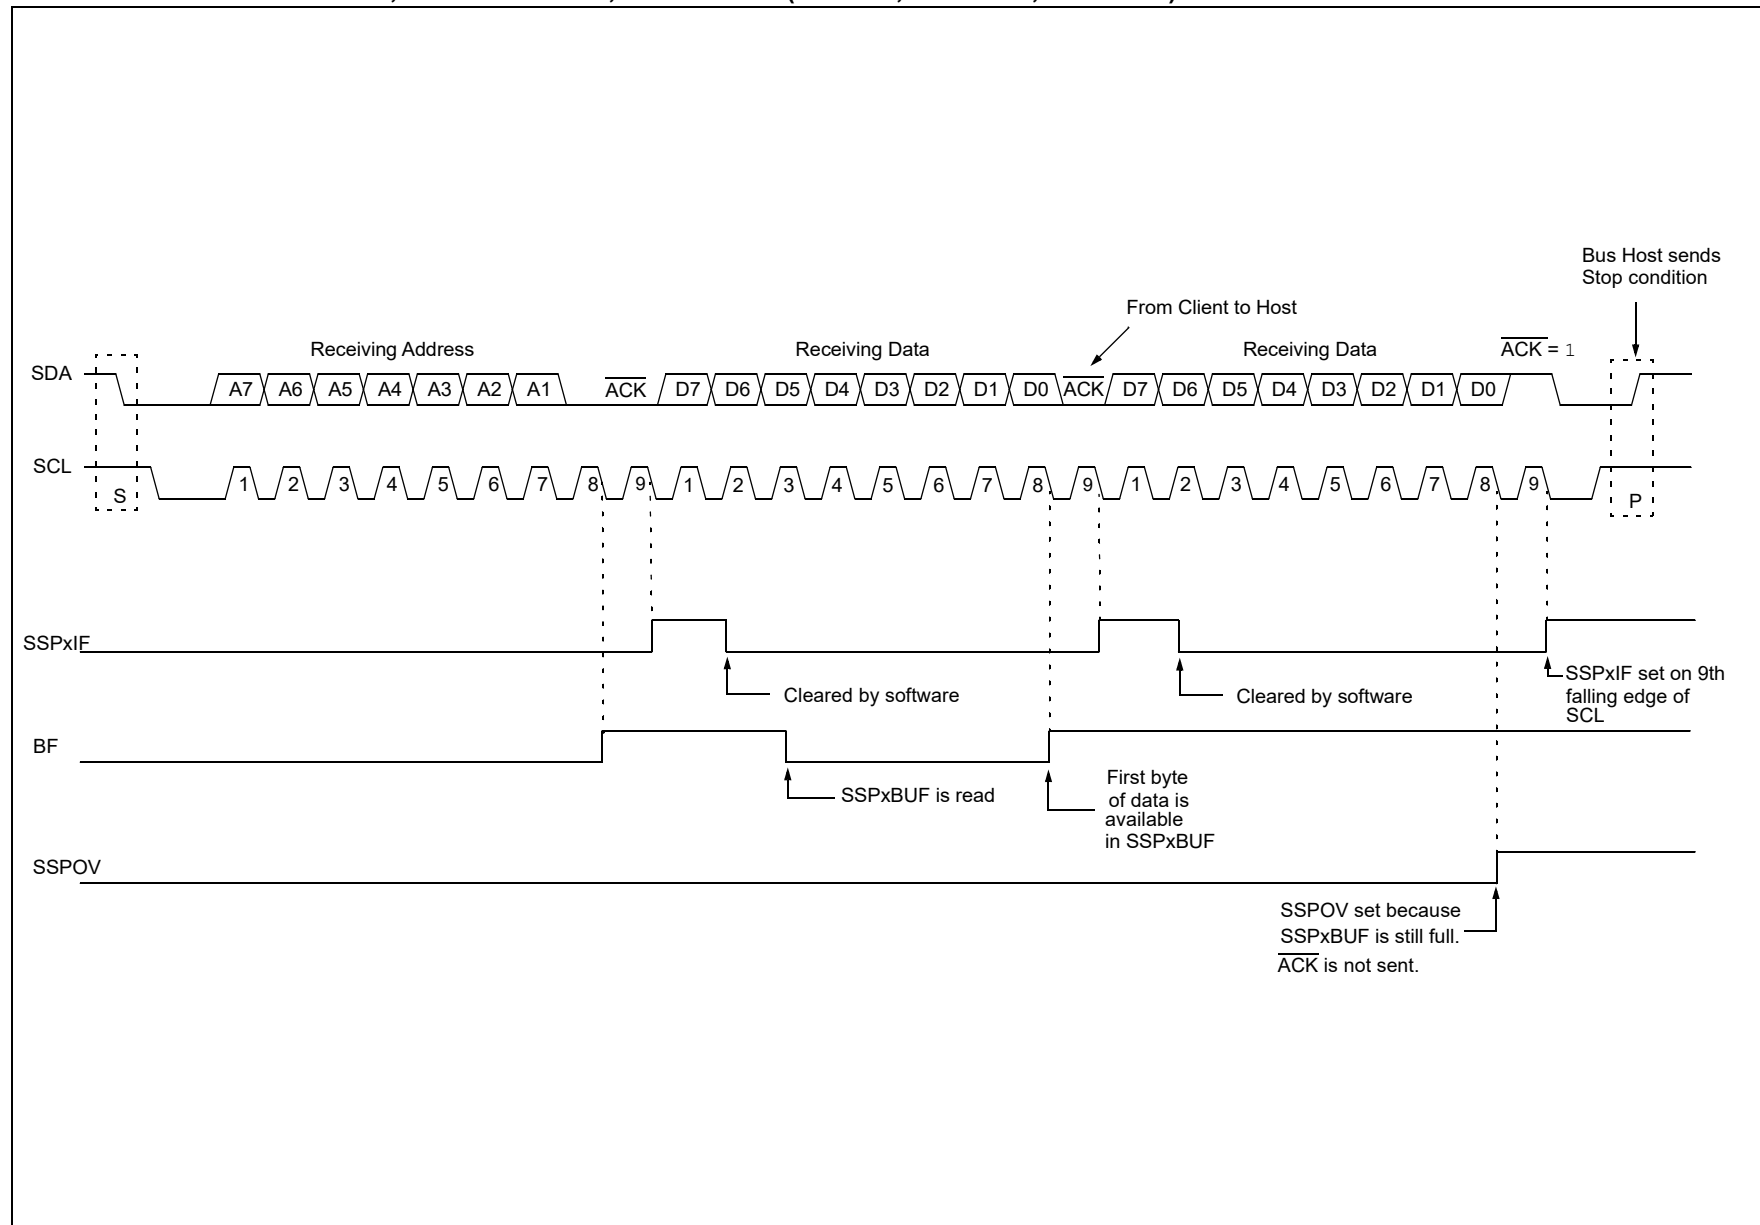 Bus Host sends
Stop condition
From Client to Host
Receiving Address
Receiving Data
Receiving Data
ACK = 1
SDA
A7 A6 A5 A4 A3 A2 A1 ACK D7 D6 D5 D4 D3 D2 D1 D0 ACK D7 D6 D5 D4 D3 D2 D1 D0
SCL
S
1 2 3 4 5 6 7 8 9 1 2 3 4 5 6 7 8 9 1 2 3 4 5 6 7 8 9
P
SSPxIF
Cleared by software
Cleared by software
SSPxIF set on 9th
falling edge of
SCL
BF
SSPxBUF is read
First byte
of data is
available
in SSPxBUF
SSPOV
SSPOV set because
SSPxBUF is still full.
ACK is not sent.